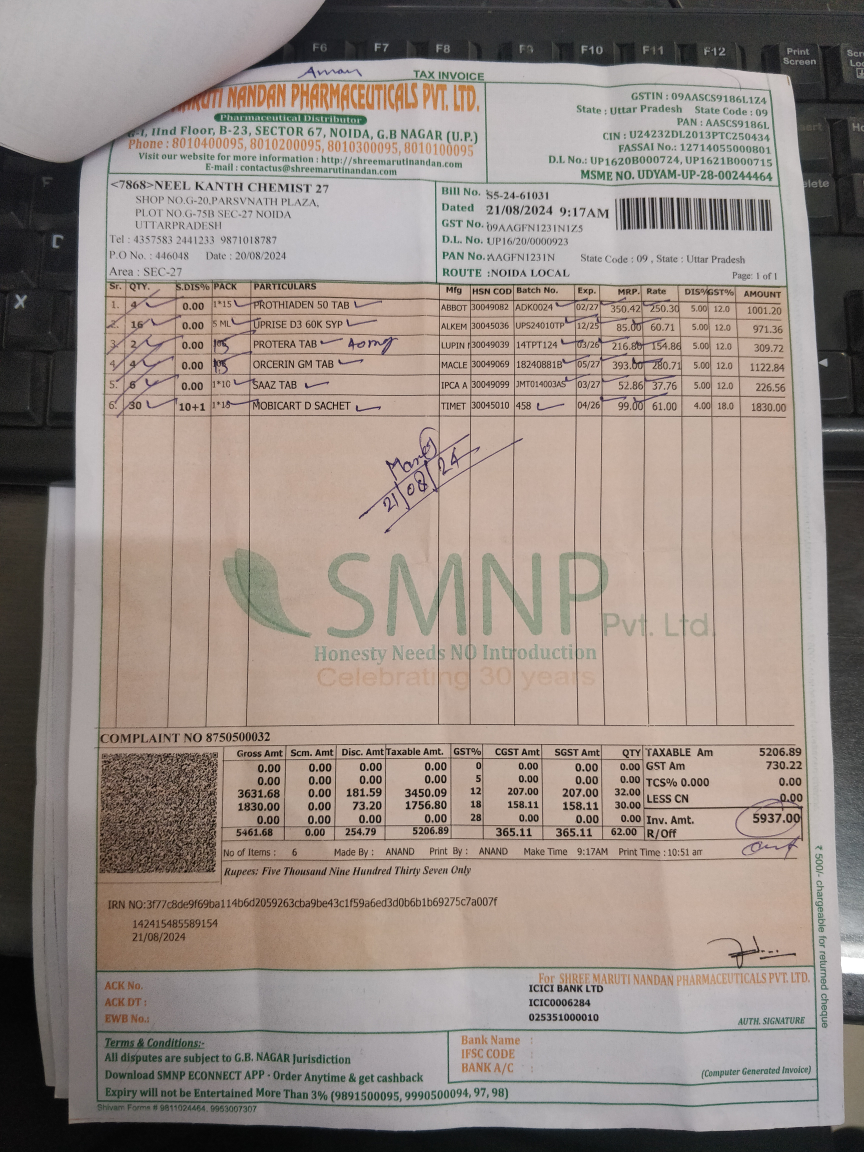 F6 F7 F8 F9 F10 F11 F12 Print Screen
Aman
TAX INVOICE
MARUTI NANDAN PHARMACEUTICALS PVT. LTD.
Pharmaceutical Distributor
IInd Floor, B-23, SECTOR 67, NOIDA, G.B NAGAR (U.P.)
Phone : 8010400095, 8010200095, 8010300095, 8010100095
Visit our website for more information : http://shreemarutinandan.com
E-mail : contactus@shreemarutinandan.com
GSTIN : 09AASCS9186L1Z4
State : Uttar Pradesh State Code : 09
PAN : AASCS9186L
CIN : U24232DL2013PTC250434
FASSAI No.: 12714055000801
D.L No.: UP1620B000724, UP1621B000715
MSME NO. UDYAM-UP-28-00244464
<7868>NEEL KANTH CHEMIST 27
SHOP NO.G-20,PARSVNATH PLAZA,
PLOT NO.G-75B SEC-27 NOIDA
UTTARPRADESH
Tel : 4357583 2441233 9871018787
P.O No. : 446048 Date : 20/08/2024
Area : SEC-27
Bill No. : S5-24-61031
Dated : 21/08/2024 9:17AM
GST No. : 09AAGFN1231N1Z5
D.L. No. : UP16/20/0000923
PAN No. : AAGFN1231N State Code : 09 , State : Uttar Pradesh
ROUTE : NOIDA LOCAL Page: 1 of 1
Sr. QTY. S.DIS% PACK PARTICULARS Mfg HSN COD Batch No. Exp. MRP. Rate DIS% GST% AMOUNT
1. 4 0.00 1*15 PROTHIADEN 50 TAB ABBOT 30049082 ADK0024 02/27 350.42 250.30 5.00 12.0 1001.20
2. 16 0.00 5 ML UPRISE D3 60K SYP ALKEM 30045036 UPS24010TP 12/25 85.00 60.71 5.00 12.0 971.36
3. 2 0.00 PROTERA TAB LUPIN 30049039 14TPT124 03/26 216.80 154.86 5.00 12.0 309.72
4. 4 0.00 ORCERIN GM TAB MACLE 30049069 18240881B 05/27 393.00 280.71 5.00 12.0 1122.84
5. 6 0.00 1*10 SAAZ TAB IPCA A 30049099 JMT014003AS 03/27 52.86 37.76 5.00 12.0 226.56
6. 30 10+1 1*15 MOBICART D SACHET TIMET 30045010 458 04/26 99.00 61.00 4.00 18.0 1830.00
21/08/24
SMNP Pvt. Ltd.
Honesty Needs NO Introduction
Celebrating 30 years
COMPLAINT NO 8750500032
Gross Amt Scm. Amt Disc. Amt Taxable Amt. GST% CGST Amt SGST Amt QTY
0.00 0.00 0.00 0.00 0 0.00 0.00 0.00
0.00 0.00 0.00 0.00 5 0.00 0.00 0.00
3631.68 0.00 181.59 3450.09 12 207.00 207.00 32.00
1830.00 0.00 73.20 1756.80 18 158.11 158.11 30.00
0.00 0.00 0.00 0.00 28 0.00 0.00 0.00
5461.68 0.00 254.79 5206.89 365.11 365.11 62.00
TAXABLE Am 5206.89
GST Am 730.22
TCS% 0.000 0.00
LESS CN 0.00
Inv. Amt. 5937.00
R/Off
No of Items : 6 Made By : ANAND Print By : ANAND Make Time 9:17AM Print Time : 10:51 am
Rupees: Five Thousand Nine Hundred Thirty Seven Only
IRN NO:3f77c8de9f69ba114b6d2059263cba9be43c1f59a6ed3d0b6b1b69275c7a007f
142415485589154
21/08/2024
₹ 500/- chargeable for returned cheque
For SHREE MARUTI NANDAN PHARMACEUTICALS PVT. LTD.
ACK No. ICICI BANK LTD
ACK DT : ICIC0006284
EWB No.: 025351000010
AUTH. SIGNATURE
Terms & Conditions:-
All disputes are subject to G.B. NAGAR Jurisdiction
Download SMNP ECONNECT APP - Order Anytime & get cashback
Expiry will not be Entertained More Than 3% (9891500095, 9990500094, 97, 98)
Bank Name :
IFSC CODE :
BANK A/C :
(Computer Generated Invoice)
Shivam Forms # 9811024464, 9953007307